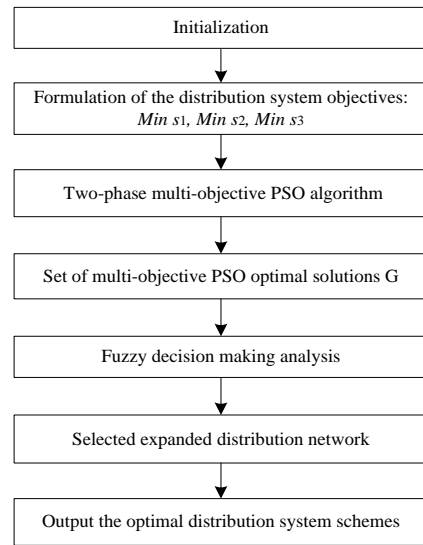 Initialization
Formulation of the distribution system objectives:
Min s1, Min s2, Min s3
Two-phase multi-objective PSO algorithm
Set of multi-objective PSO optimal solutions G
Fuzzy decision making analysis
Selected expanded distribution network
Output the optimal distribution system schemes